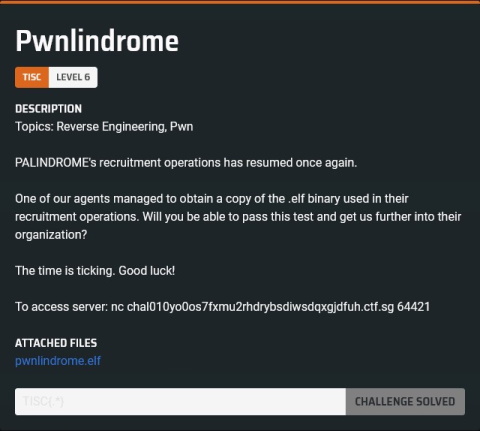 Pwnlindrome
TISC LEVEL 6
DESCRIPTION
Topics: Reverse Engineering, Pwn
PALINDROME's recruitment operations has resumed once again.
One of our agents managed to obtain a copy of the .elf binary used in their
recruitment operations. Will you be able to pass this test and get us further into their
organization?
The time is ticking. Good luck!
To access server: nc chal010yo0os7fxmu2rhdrybsdiwsdqxgjdfuh.ctf.sg 64421
ATTACHED FILES
pwnlindrome.elf
TISC{.*} CHALLENGE SOLVED